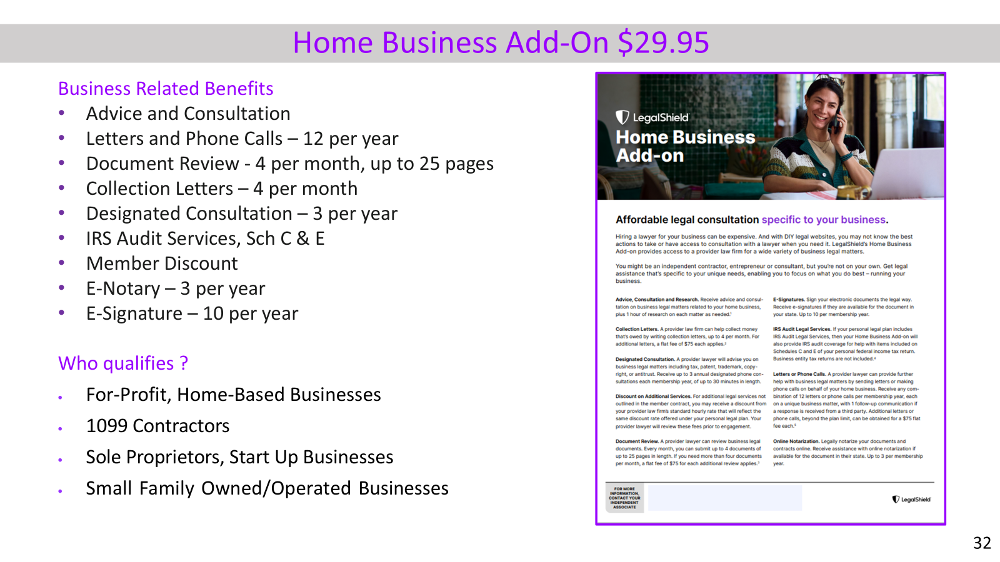 Home Business Add-On $29.95
Business Related Benefits
• Advice and Consultation
• Letters and Phone Calls – 12 per year
• Document Review - 4 per month, up to 25 pages
• Collection Letters – 4 per month
• Designated Consultation – 3 per year
• IRS Audit Services, Sch C & E
• Member Discount
• E-Notary – 3 per year
• E-Signature – 10 per year
Who qualifies ?
• For-Profit, Home-Based Businesses
• 1099 Contractors
• Sole Proprietors, Start Up Businesses
• Small Family Owned/Operated Businesses
LegalShield
Home Business
Add-on
Affordable legal consultation specific to your business.
Hiring a lawyer for your business can be expensive. And with DIY legal websites, you may not know the best
actions to take or have access to consultation with a lawyer when you need it. LegalShield's Home Business
Add-on provides access to a provider law firm for a wide variety of business legal matters.
You might be an independent contractor, entrepreneur or consultant, but you're not on your own. Get legal
assistance that's specific to your unique needs, enabling you to focus on what you do best – running your
business.
Advice, Consultation and Research. Receive advice and consul-
tation on business legal matters related to your home business,
plus 1 hour of research on each matter as needed.¹
Collection Letters. A provider law firm can help collect money
that's owed by writing collection letters, up to 4 per month. For
additional letters, a flat fee of $75 each applies.²
Designated Consultation. A provider lawyer will advise you on
business legal matters including tax, patent, trademark, copy-
right, or antitrust. Receive up to 3 annual designated phone con-
sultations each membership year, of up to 30 minutes in length.
Discount on Additional Services. For additional legal services not
outlined in the member contract, you may receive a discount from
your provider law firm's standard hourly rate that will reflect the
same discount rate offered under your personal legal plan. Your
provider lawyer will review these fees prior to engagement.
Document Review. A provider lawyer can review business legal
documents. Every month, you can submit up to 4 documents of
up to 25 pages in length. If you need more than four documents
per month, a flat fee of $75 for each additional review applies.³
E-Signatures. Sign your electronic documents the legal way.
Receive e-signatures if they are available for the document in
your state. Up to 10 per membership year.
IRS Audit Legal Services. If your personal legal plan includes
IRS Audit Legal Services, then your Home Business Add-on will
also provide IRS audit coverage for help with items included on
Schedules C and E of your personal federal income tax return.
Business entity tax returns are not included.⁴
Letters or Phone Calls. A provider lawyer can provide further
help with business legal matters by sending letters or making
phone calls on behalf of your home business. Receive any com-
bination of 12 letters or phone calls per membership year, each
on a unique business matter, with 1 follow-up communication if
a response is received from a third party. Additional letters or
phone calls, beyond the plan limit, can be obtained for a $75 flat
fee each.⁵
Online Notarization. Legally notarize your documents and
contracts online. Receive assistance with online notarization if
available for the document in their state. Up to 3 per membership
year.
FOR MORE
INFORMATION,
CONTACT YOUR
INDEPENDENT
ASSOCIATE
LegalShield
32